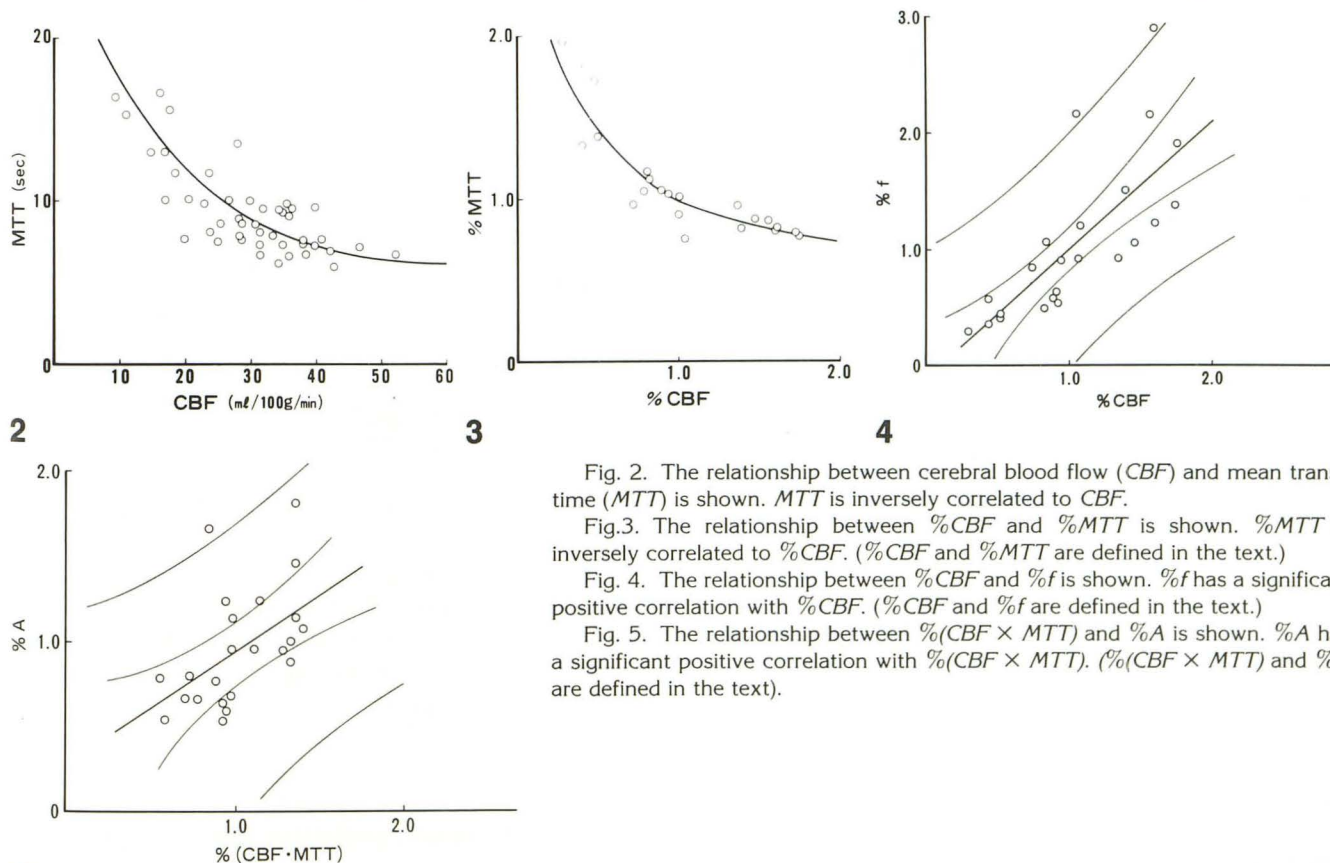 20
10
0
MTT (sec)
10 20 30 40 50 60
CBF (mℓ/100g/min)
2
2.0
1.0
0
% MTT
1.0 2.0
% CBF
3
3.0
2.0
1.0
0
% f
1.0 2.0
% CBF
4
2.0
1.0
0
% A
1.0 2.0
% (CBF·MTT)
Fig. 2. The relationship between cerebral blood flow (CBF) and mean tran
time (MTT) is shown. MTT is inversely correlated to CBF.
Fig.3. The relationship between %CBF and %MTT is shown. %MTT
inversely correlated to %CBF. (%CBF and %MTT are defined in the text.)
Fig. 4. The relationship between %CBF and %f is shown. %f has a significa
positive correlation with %CBF. (%CBF and %f are defined in the text.)
Fig. 5. The relationship between %(CBF × MTT) and %A is shown. %A h
a significant positive correlation with %(CBF × MTT). (%(CBF × MTT) and %
are defined in the text).